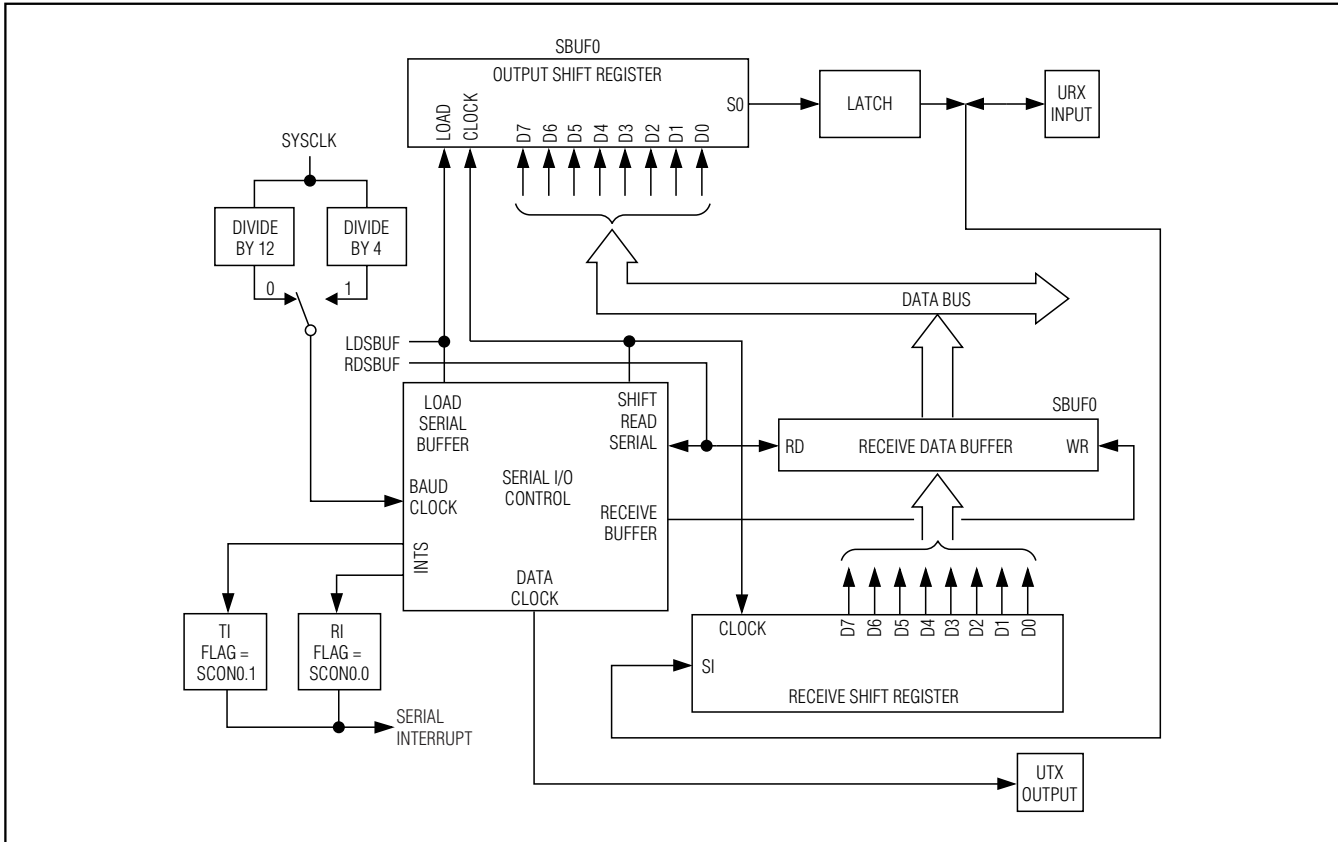 SBUF0
OUTPUT SHIFT REGISTER
LOAD
CLOCK
D7
D6
D5
D4
D3
D2
D1
D0
S0
LATCH
URX
INPUT
SYSCLK
DIVIDE
BY 12
DIVIDE
BY 4
0
1
DATA BUS
LDSBUF
RDSBUF
LOAD
SERIAL
BUFFER
SHIFT
READ
SERIAL
SERIAL I/O
CONTROL
BAUD
CLOCK
RECEIVE
BUFFER
INTS
DATA
CLOCK
SBUF0
RD
RECEIVE DATA BUFFER
WR
TI
FLAG =
SCON0.1
RI
FLAG =
SCON0.0
SERIAL
INTERRUPT
CLOCK
D7
D6
D5
D4
D3
D2
D1
D0
SI
RECEIVE SHIFT REGISTER
UTX
OUTPUT